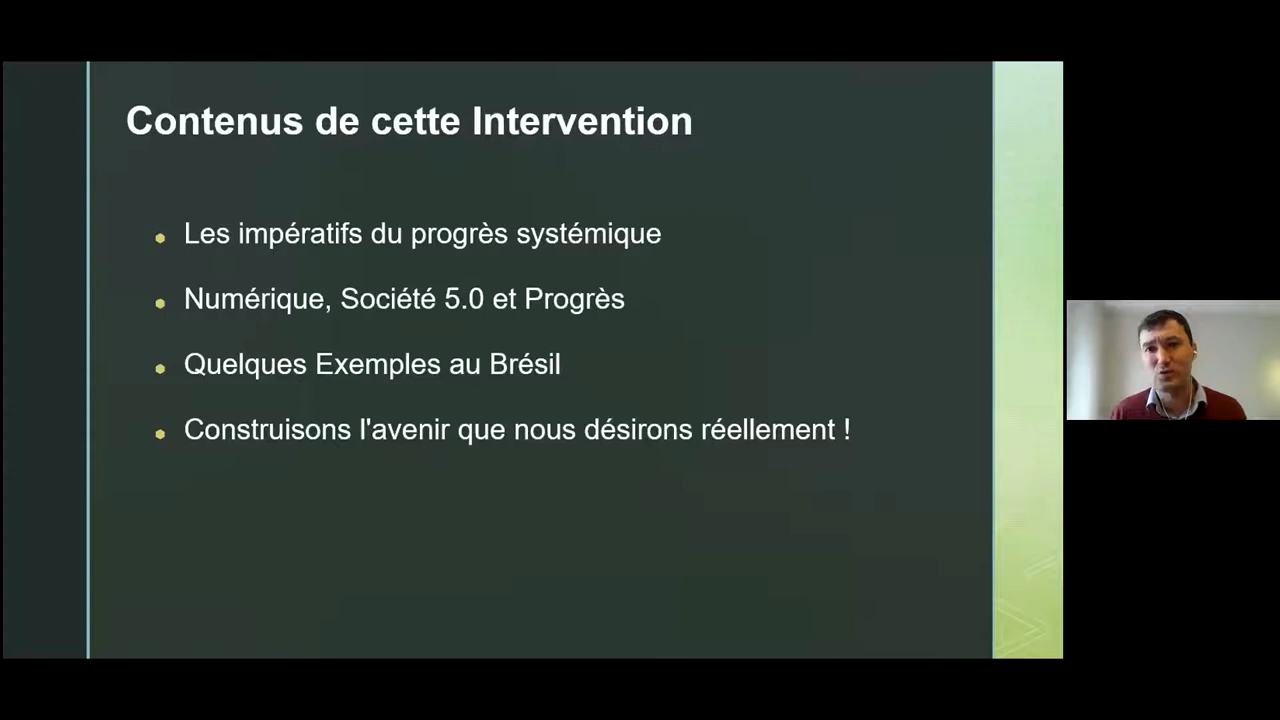 Contenus de cette Intervention
Les impératifs du progrès systémique
Numérique, Société 5.0 et Progrès
Quelques Exemples au Brésil
Construisons l'avenir que nous désirons réellement !